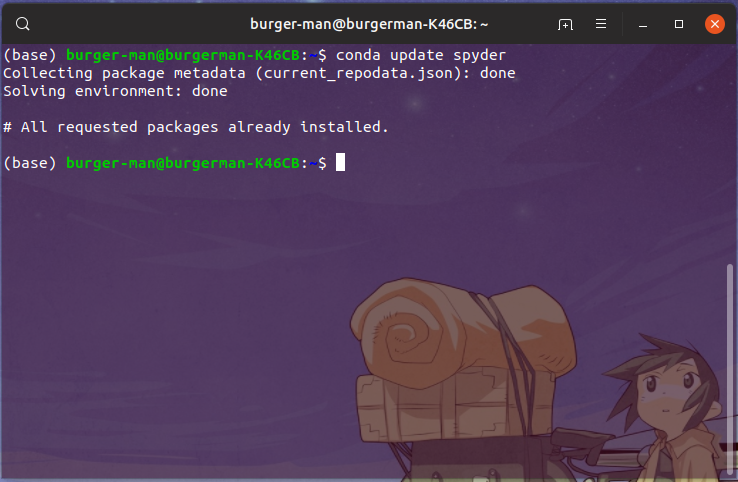 burger-man@burgerman-K46CB: ~
(base) burger-man@burgerman-K46CB:~$ conda update spyder
Collecting package metadata (current_repodata.json): done
Solving environment: done
# All requested packages already installed.
(base) burger-man@burgerman-K46CB:~$